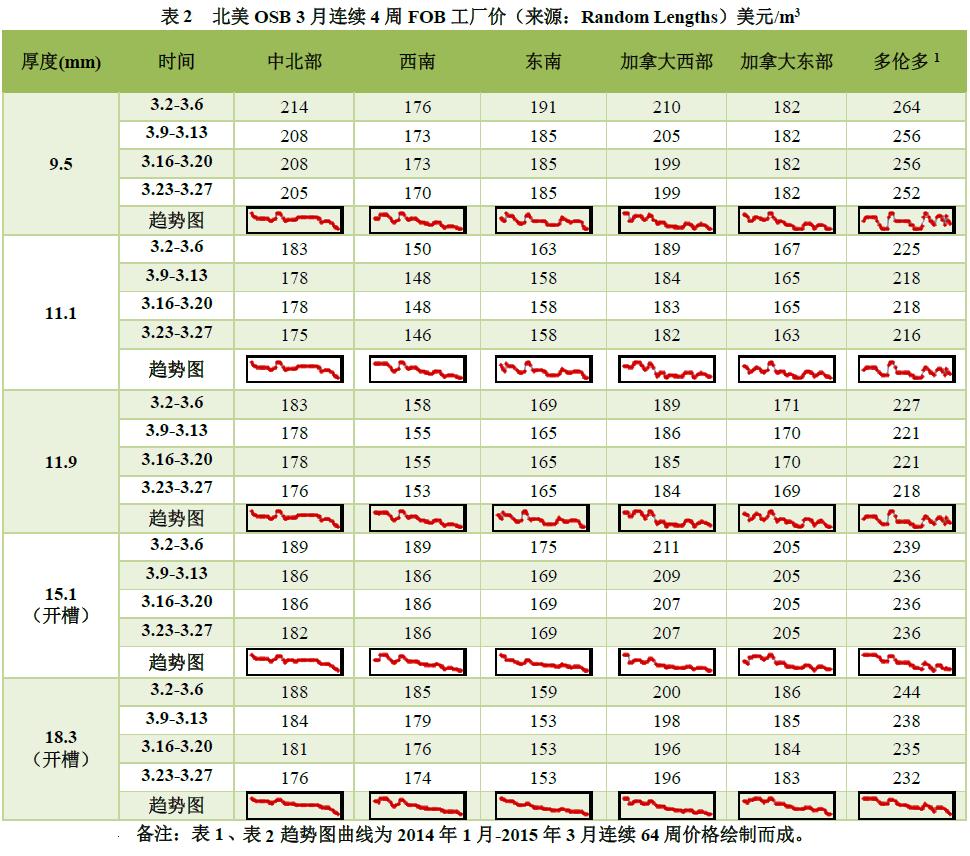 表 2 北美 OSB 3 月连续 4 周 FOB 工厂价（来源：Random Lengths）美元/m³
厚度(mm) 时间 中北部 西南 东南 加拿大西部 加拿大东部 多伦多 ¹
9.5
3.2-3.6 214 176 191 210 182 264
3.9-3.13 208 173 185 205 182 256
3.16-3.20 208 173 185 199 182 256
3.23-3.27 205 170 185 199 182 252
趋势图
11.1
3.2-3.6 183 150 163 189 167 225
3.9-3.13 178 148 158 184 165 218
3.16-3.20 178 148 158 183 165 218
3.23-3.27 175 146 158 182 163 216
趋势图
11.9
3.2-3.6 183 158 169 189 171 227
3.9-3.13 178 155 165 186 170 221
3.16-3.20 178 155 165 185 170 221
3.23-3.27 176 153 165 184 169 218
趋势图
15.1
（开槽）
3.2-3.6 189 189 175 211 205 239
3.9-3.13 186 186 169 209 205 236
3.16-3.20 186 186 169 207 205 236
3.23-3.27 182 186 169 207 205 236
趋势图
18.3
（开槽）
3.2-3.6 188 185 159 200 186 244
3.9-3.13 184 179 153 198 185 238
3.16-3.20 181 176 153 196 184 235
3.23-3.27 176 174 153 196 183 232
趋势图
备注：表 1、表 2 趋势图曲线为 2014 年 1 月-2015 年 3 月连续 64 周价格绘制而成。